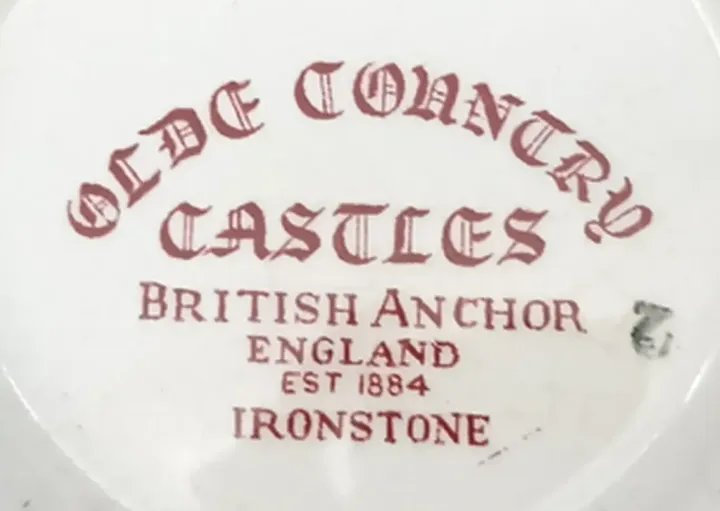 OLDE COUNTRY
CASTLES
BRITISH ANCHOR
ENGLAND
EST 1884
IRONSTONE